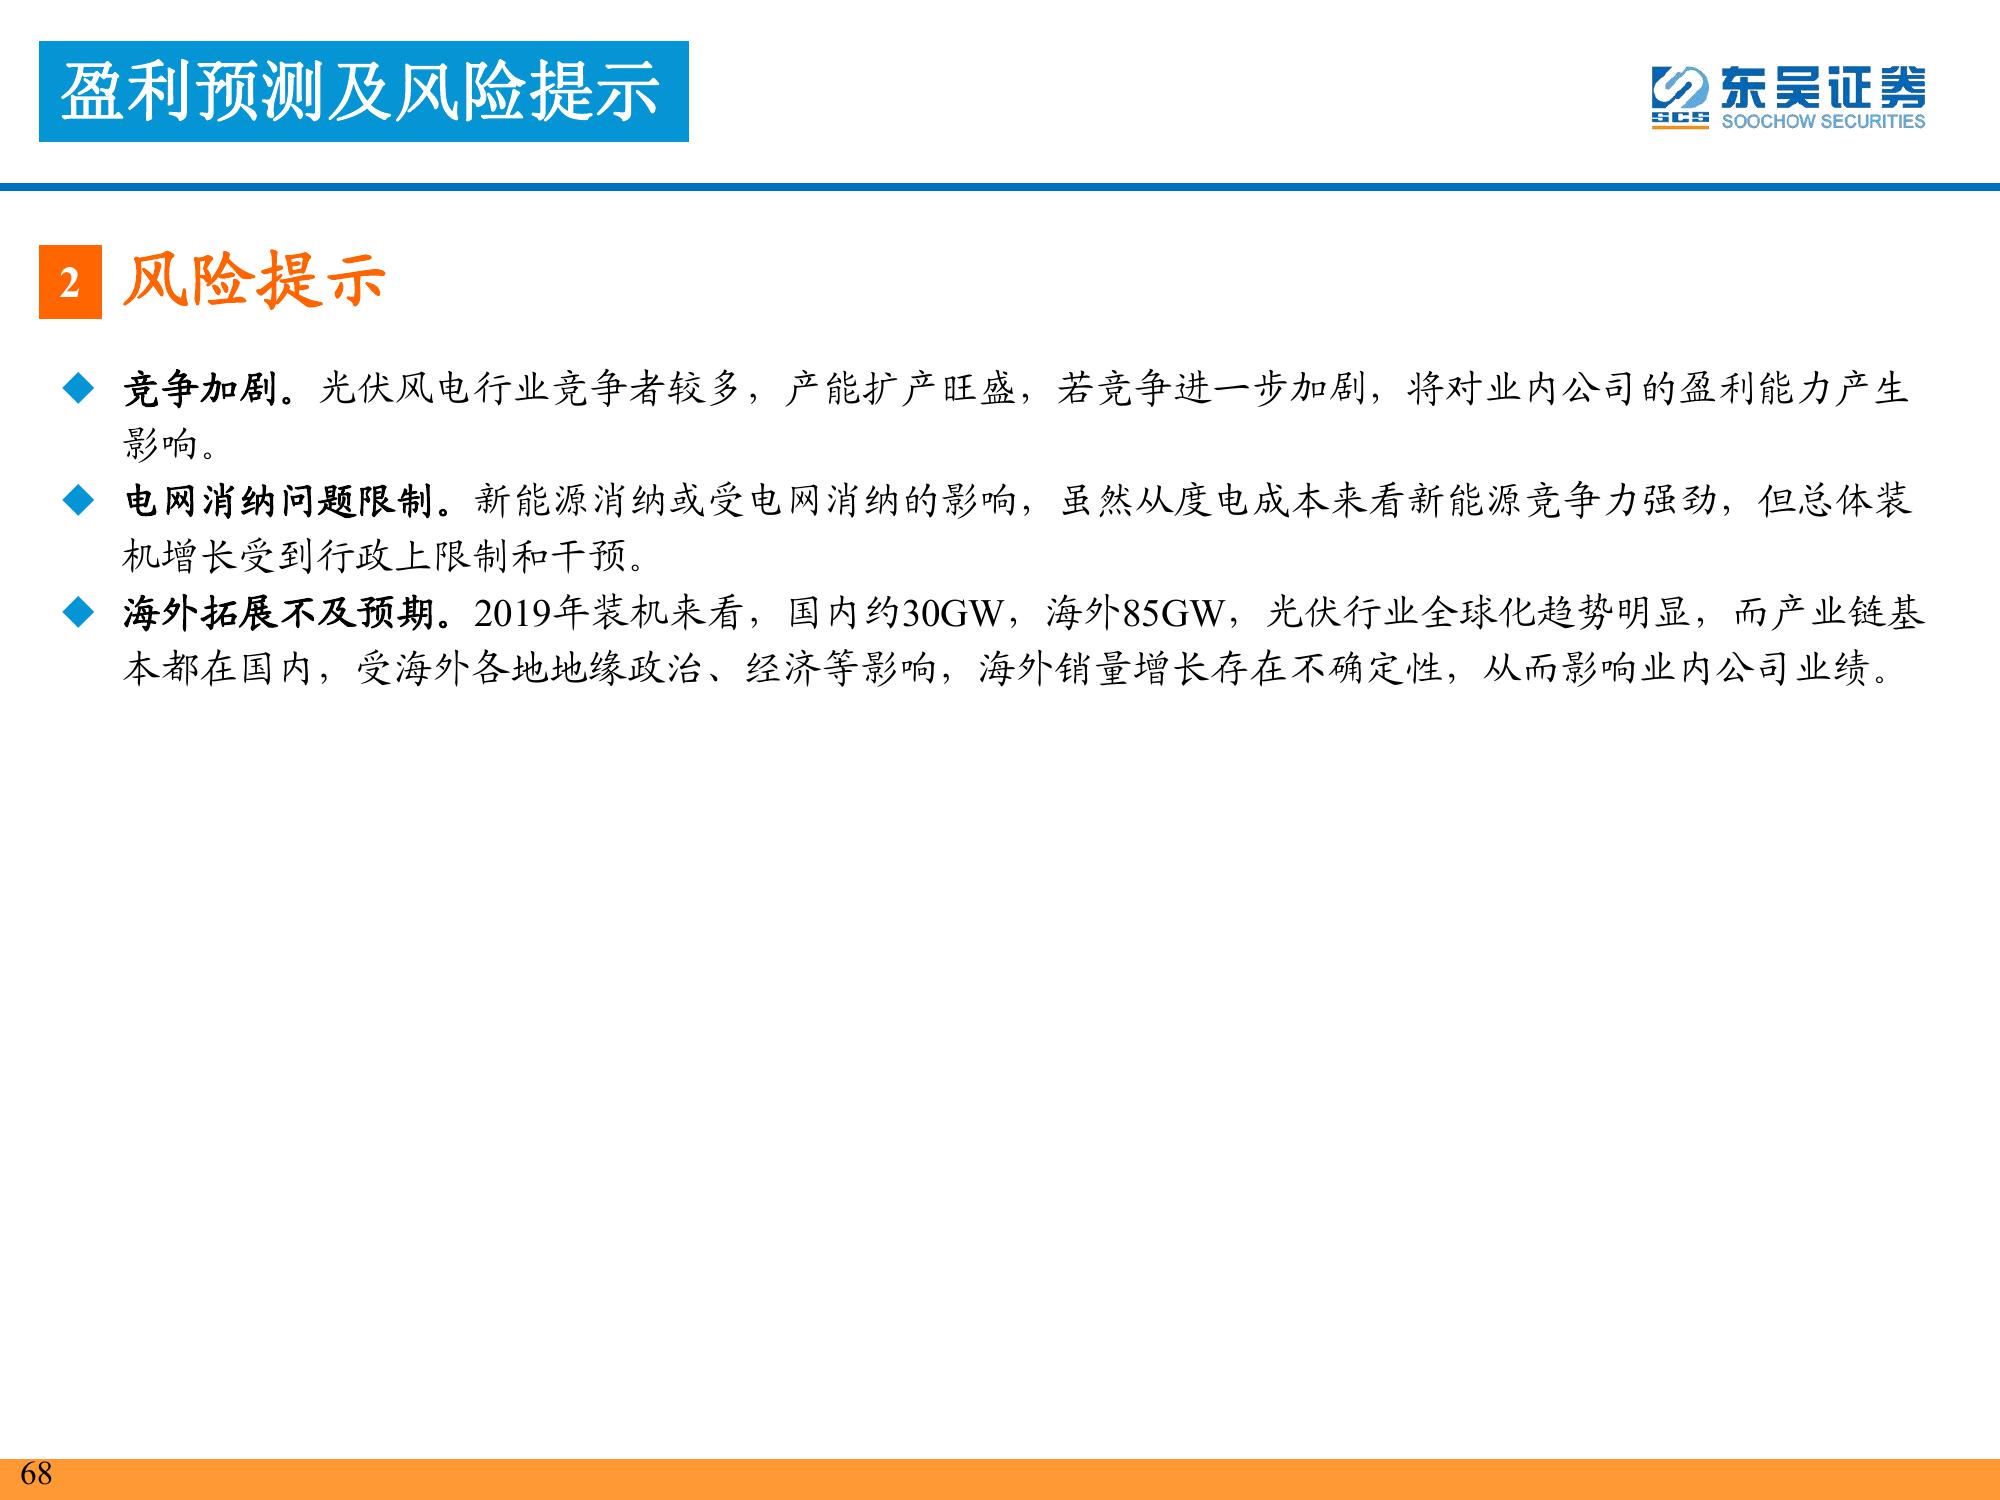 盈利预测及风险提示
东吴证券
SCS
SOOCHOW SECURITIES
2
风险提示
竞争加剧。光伏风电行业竞争者较多，产能扩产旺盛，若竞争进一步加剧，将对业内公司的盈利能力产生
影响。
电网消纳问题限制。新能源消纳或受电网消纳的影响，虽然从度电成本来看新能源竞争力强劲，但总体装
机增长受到行政上限制和干预。
海外拓展不及预期。2019年装机来看，国内约30GW，海外85GW，光伏行业全球化趋势明显，而产业链基
本都在国内，受海外各地地缘政治、经济等影响，海外销量增长存在不确定性，从而影响业内公司业绩。
68